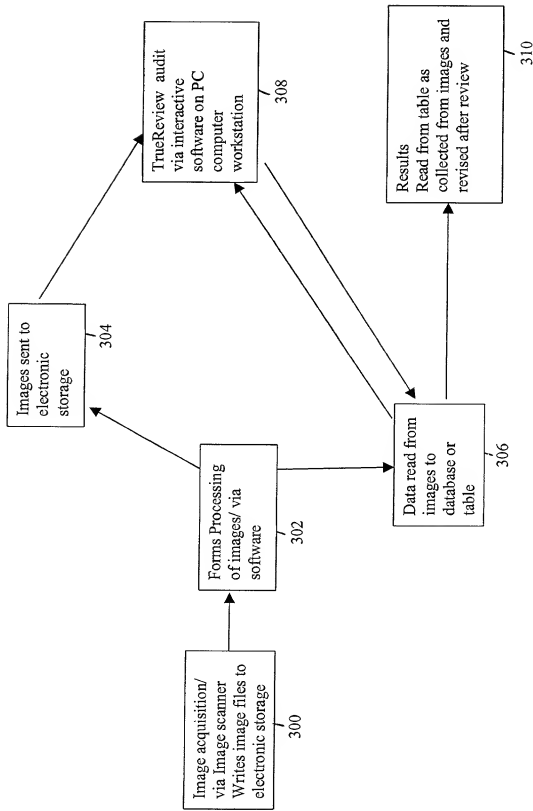 Image acquisition/
via Image scanner
Writes image files to
electronic storage
300
Forms Processing
of images/ via
software
302
Images sent to
electronic
storage
304
Data read from
images to
database or
table
306
TrueReview audit
via interactive
software on PC
computer
workstation
308
Results
Read from table as
collected from images and
revised after review
310